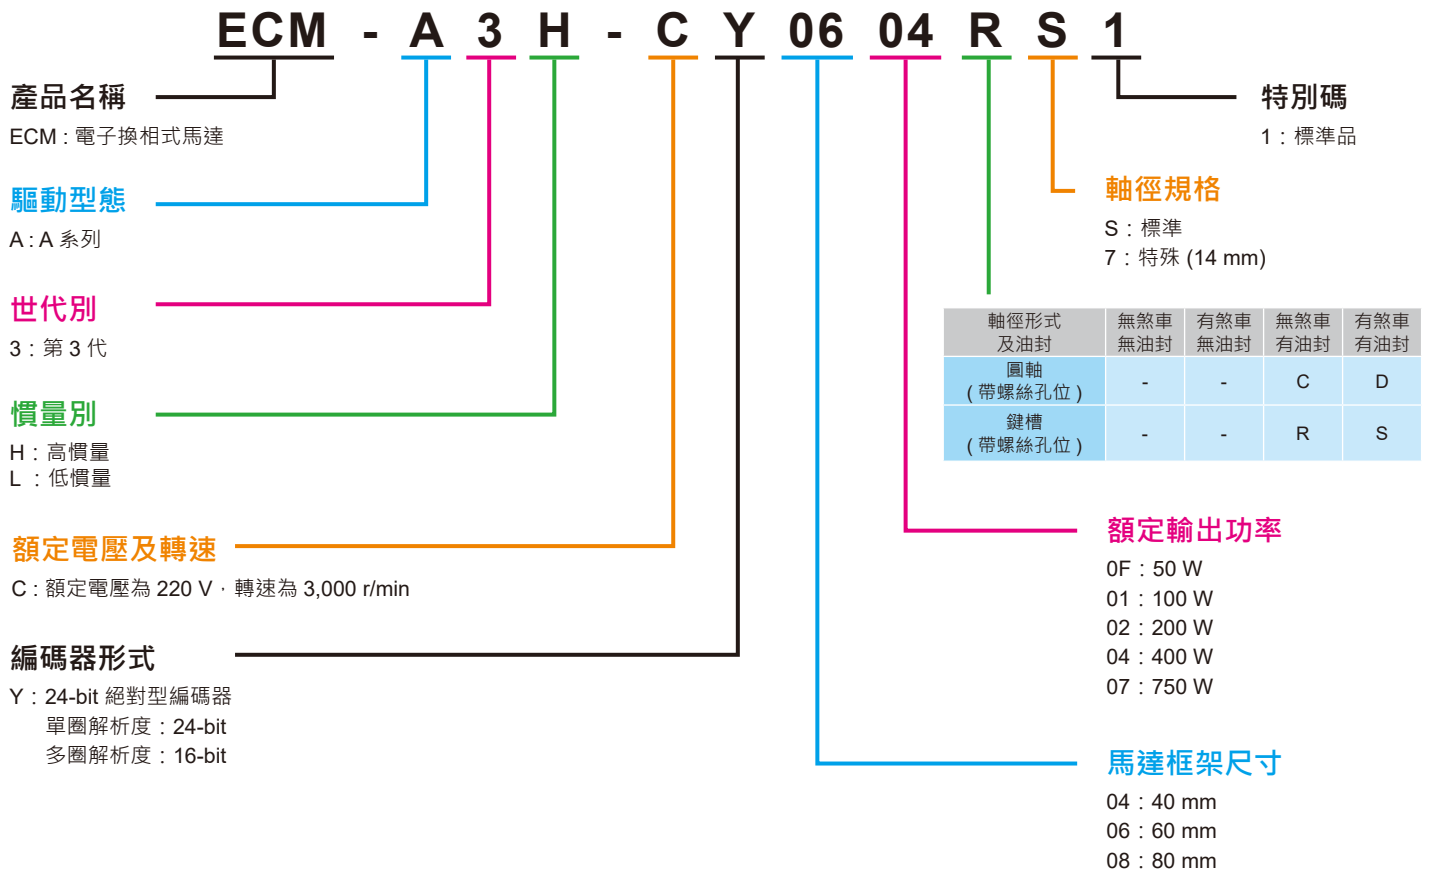 ECM - A 3 H - C Y 06 04 R S 1
產品名稱
ECM : 電子換相式馬達
驅動型態
A : A 系列
世代別
3 : 第 3 代
慣量別
H : 高慣量
L : 低慣量
額定電壓及轉速
C : 額定電壓為 220 V，轉速為 3,000 r/min
編碼器形式
Y : 24-bit 絕對型編碼器
單圈解析度 : 24-bit
多圈解析度 : 16-bit
特別碼
1 : 標準品
軸徑規格
S : 標準
7 : 特殊 (14 mm)
軸徑形式 無煞車 有煞車 無煞車 有煞車
及油封 無油封 無油封 有油封 有油封
圓軸
( 帶螺絲孔位 ) - - C D
鍵槽
( 帶螺絲孔位 ) - - R S
額定輸出功率
0F : 50 W
01 : 100 W
02 : 200 W
04 : 400 W
07 : 750 W
馬達框架尺寸
04 : 40 mm
06 : 60 mm
08 : 80 mm